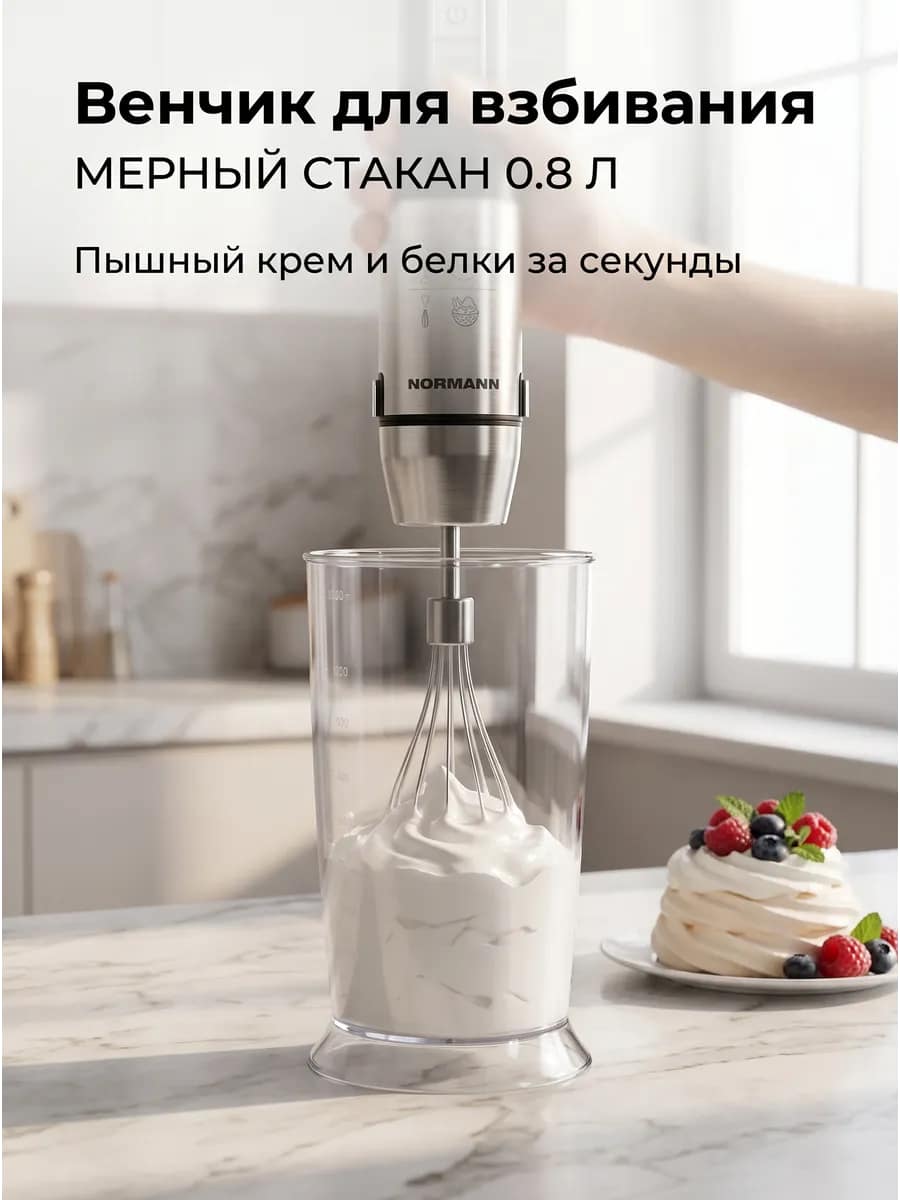 Венчик для взбивания
МЕРНЫЙ СТАКАН 0.8 Л
Пышный крем и белки за секунды
NORMANN